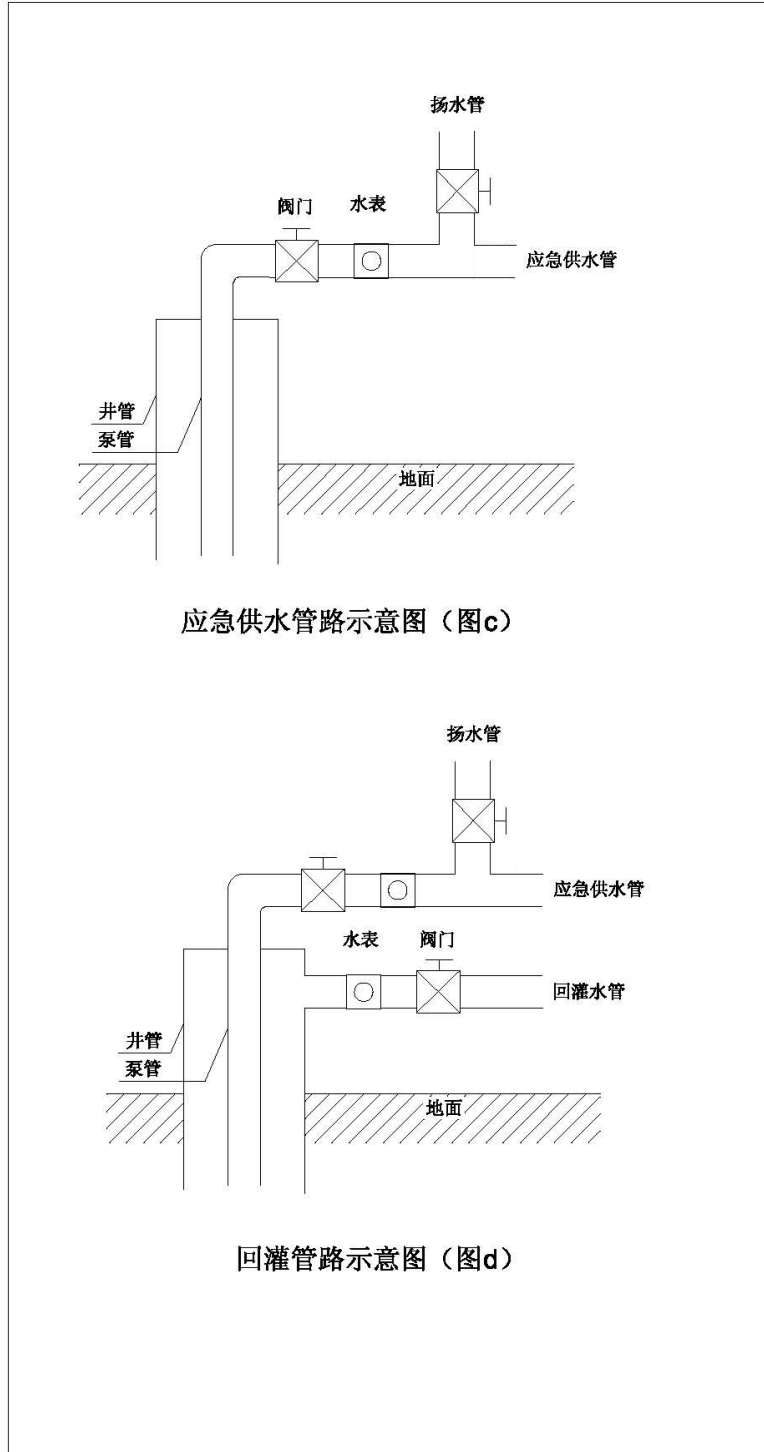 扬水管
阀门
水表
应急供水管
井管
泵管
地面
应急供水管路示意图（图c）
扬水管
应急供水管
水表
阀门
回灌水管
井管
泵管
地面
回灌管路示意图（图d）